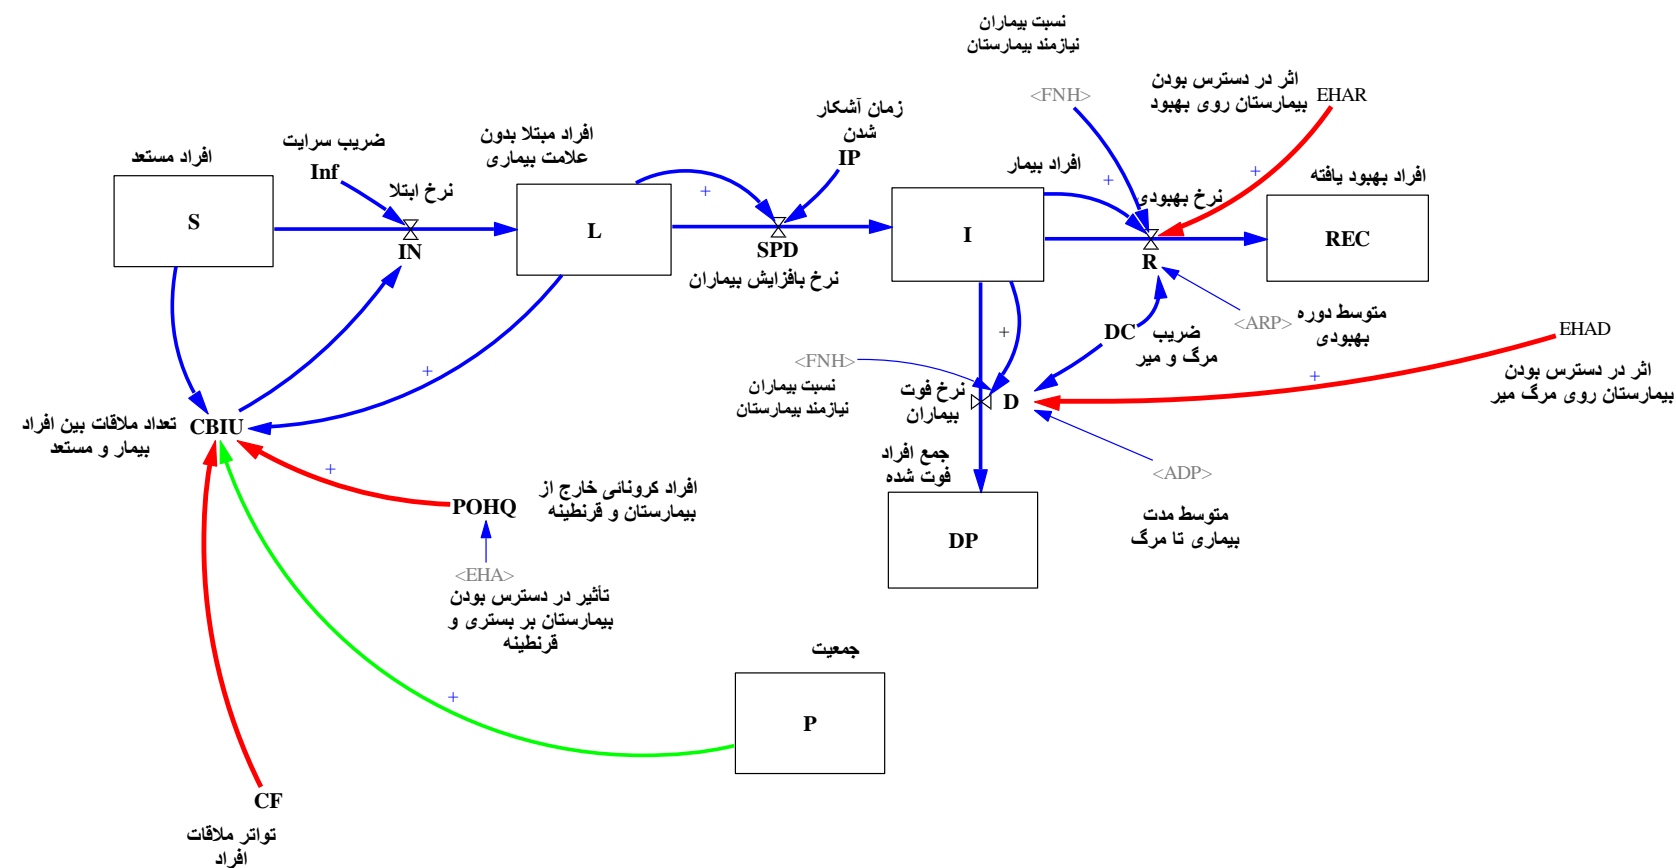 نسبت بیماران
نیازمند بیمارستان
<FNH>
اثر در دسترس بودن
بیمارستان روی بهبود
EHAR
زمان آشکار
شدن
IP
افراد مبتلا بدون
علامت بیماری
ضریب سرایت
Inf
افراد مستعد
S
نرخ ابتلا
IN
L
+
SPD
نرخ بافزایش بیماران
افراد بیمار
I
+
نرخ بهبودی
R
+
افراد بهبود یافته
REC
<ARP>
متوسط دوره
بهبودی
DC
ضریب
مرگ و میر
EHAD
+
اثر در دسترس بودن
بیمارستان روی مرگ میر
+
<FNH>
نسبت بیماران
نیازمند بیمارستان
نرخ فوت
بیماران
D
<ADP>
متوسط مدت
بیماری تا مرگ
جمع افراد
فوت شده
DP
+
تعداد ملاقات بین افراد
بیمار و مستعد
CBIU
+
POHQ
افراد کرونائی خارج از
بیمارستان و قرنطینه
<EHA>
تأثیر در دسترس بودن
بیمارستان بر بستری و
قرنطینه
جمعیت
P
+
CF
تواتر ملاقات
افراد